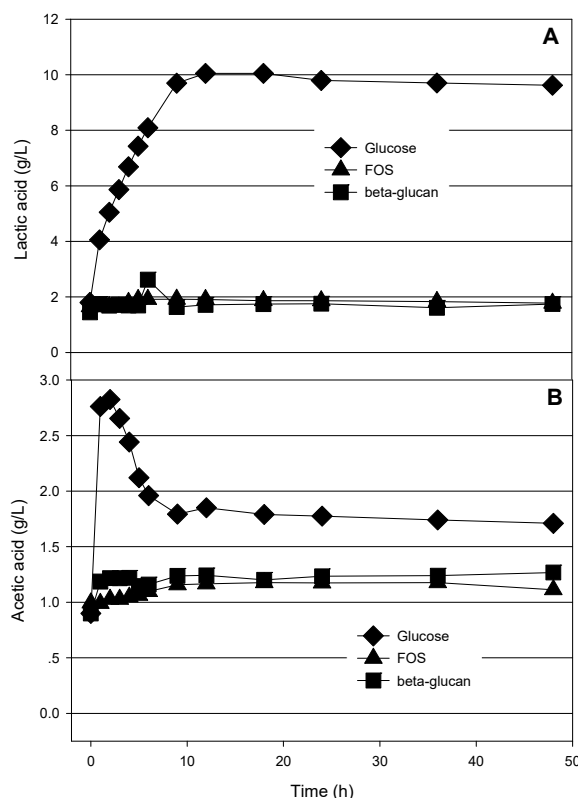 A
Lactic acid (g/L)
12
10
8
6
4
2
0
Glucose
FOS
beta-glucan
B
Acetic acid (g/L)
3.0
2.5
2.0
1.5
1.0
.5
0.0
Glucose
FOS
beta-glucan
0 10 20 30 40 50
Time (h)